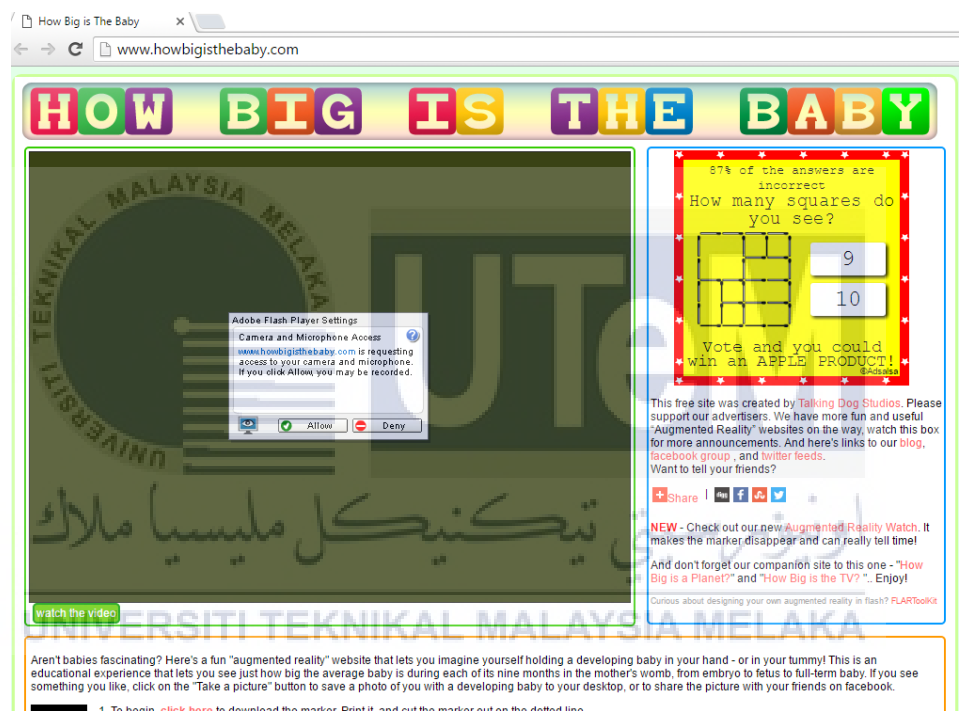 How Big is The Baby
www.howbigisthebaby.com
HOW BIG IS THE BABY
UNIVERSITI TEKNIKAL MALAYSIA MELAKA
UTeM
Adobe Flash Player Settings
Camera and Microphone Access
www.howbigisthebaby.com is requesting
access to your camera and microphone.
If you click Allow, you may be recorded.
Allow
Deny
watch the video
87% of the answers are
incorrect
How many squares do
you see?
9
10
Vote and you could
win an APPLE PRODUCT!
©Adsalsa
This free site was created by Talking Dog Studios. Please
support our advertisers. We have more fun and useful
"Augmented Reality" websites on the way, watch this box
for more announcements. And here's links to our blog,
facebook group , and twitter feeds.
Want to tell your friends?
Share |
digg
NEW - Check out our new Augmented Reality Watch. It
makes the marker disappear and can really tell time!
And don't forget our companion site to this one - "How
Big is a Planet?" and "How Big is the TV? ".. Enjoy!
Curious about designing your own augmented reality in flash? FLARToolKit
اونيورسيتي تيكنيكل مليسيا ملاك
UNIVERSITI TEKNIKAL MALAYSIA MELAKA
Aren't babies fascinating? Here's a fun "augmented reality" website that lets you imagine yourself holding a developing baby in your hand - or in your tummy! This is an
educational experience that lets you see just how big the average baby is during each of its nine months in the mother's womb, from embryo to fetus to full-term baby. If you see
something you like, click on the "Take a picture" button to save a photo of you with a developing baby to your desktop, or to share the picture with your friends on facebook.
1. To begin, click here to download the marker. Print it, and cut the marker out on the dotted line.